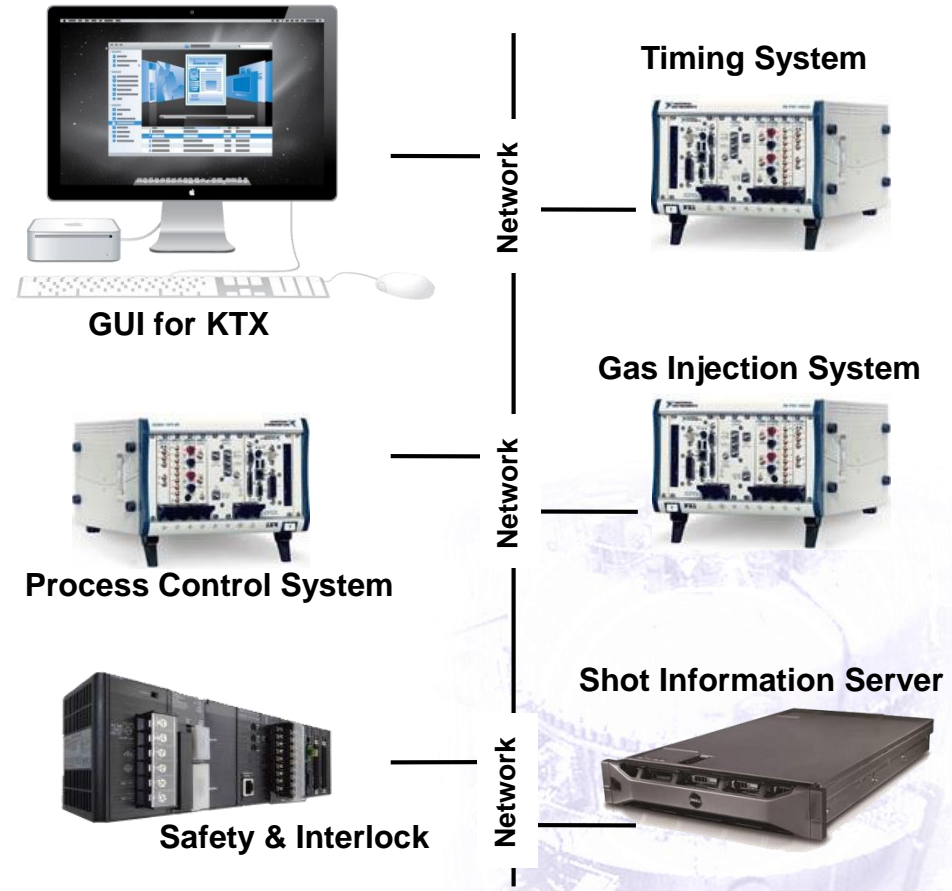 Timing System
Network
GUI for KTX
Gas Injection System
Network
Process Control System
Shot Information Server
Network
Safety & Interlock